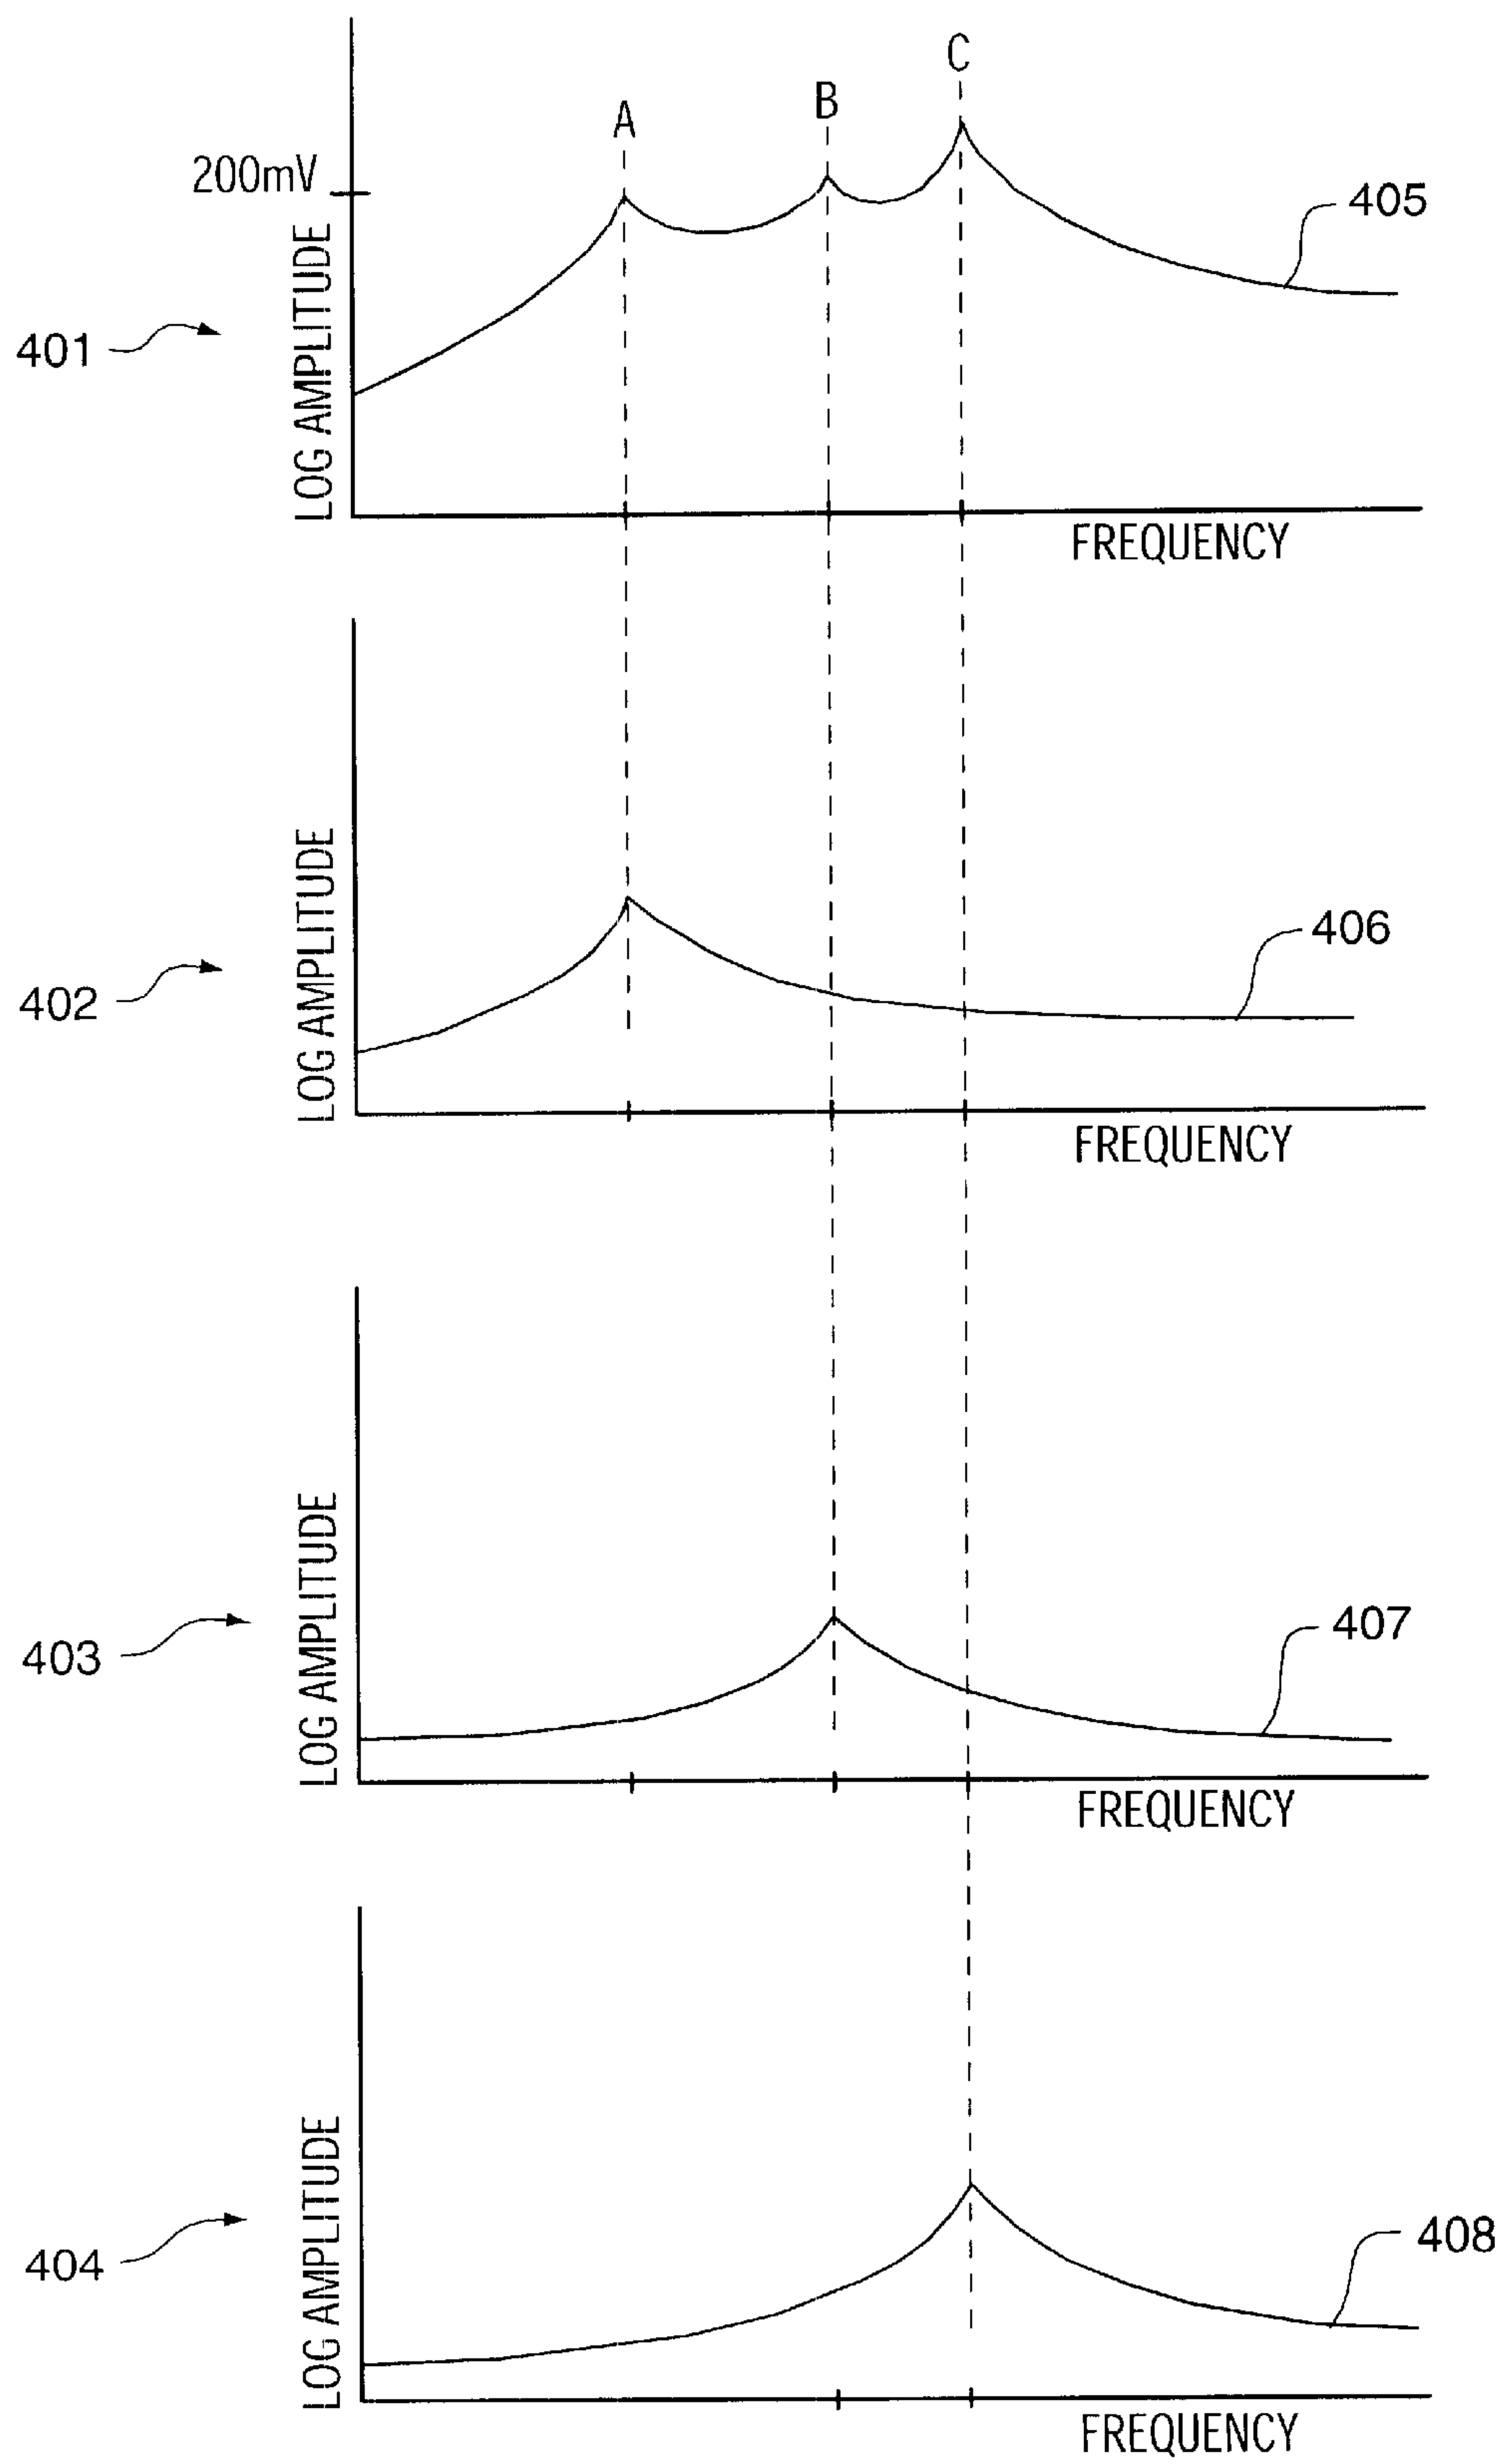 C
B
A
200mV
405
LOG AMPLITUDE
401
FREQUENCY
406
LOG AMPLITUDE
402
FREQUENCY
407
LOG AMPLITUDE
403
FREQUENCY
408
LOG AMPLITUDE
404
FREQUENCY